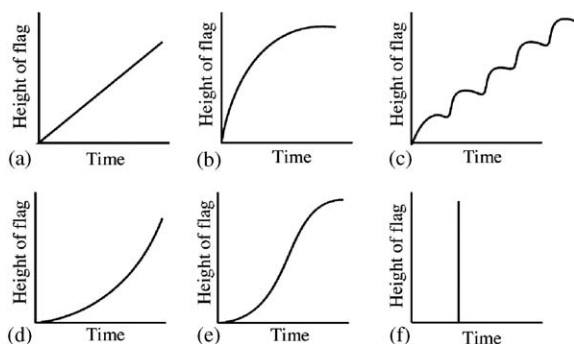 Height of flag
(a) Time
Height of flag
(b) Time
Height of flag
(c) Time
Height of flag
(d) Time
Height of flag
(e) Time
Height of flag
(f) Time